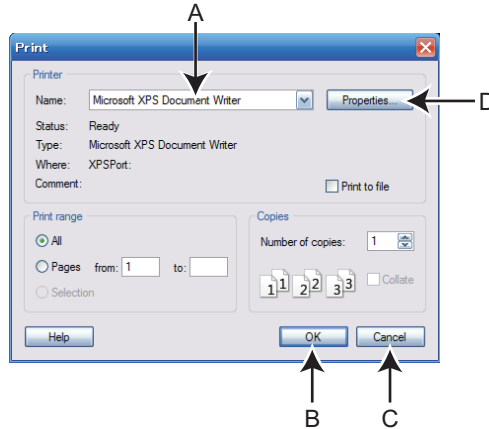 A
Print
Printer
Name: Microsoft XPS Document Writer Properties... D
Status: Ready
Type: Microsoft XPS Document Writer
Where: XPSPort:
Comment: Print to file
Print range Copies
All Number of copies: 1
Pages from: 1 to:
Selection
1 1 2 2 3 3 Collate
Help OK Cancel
B C